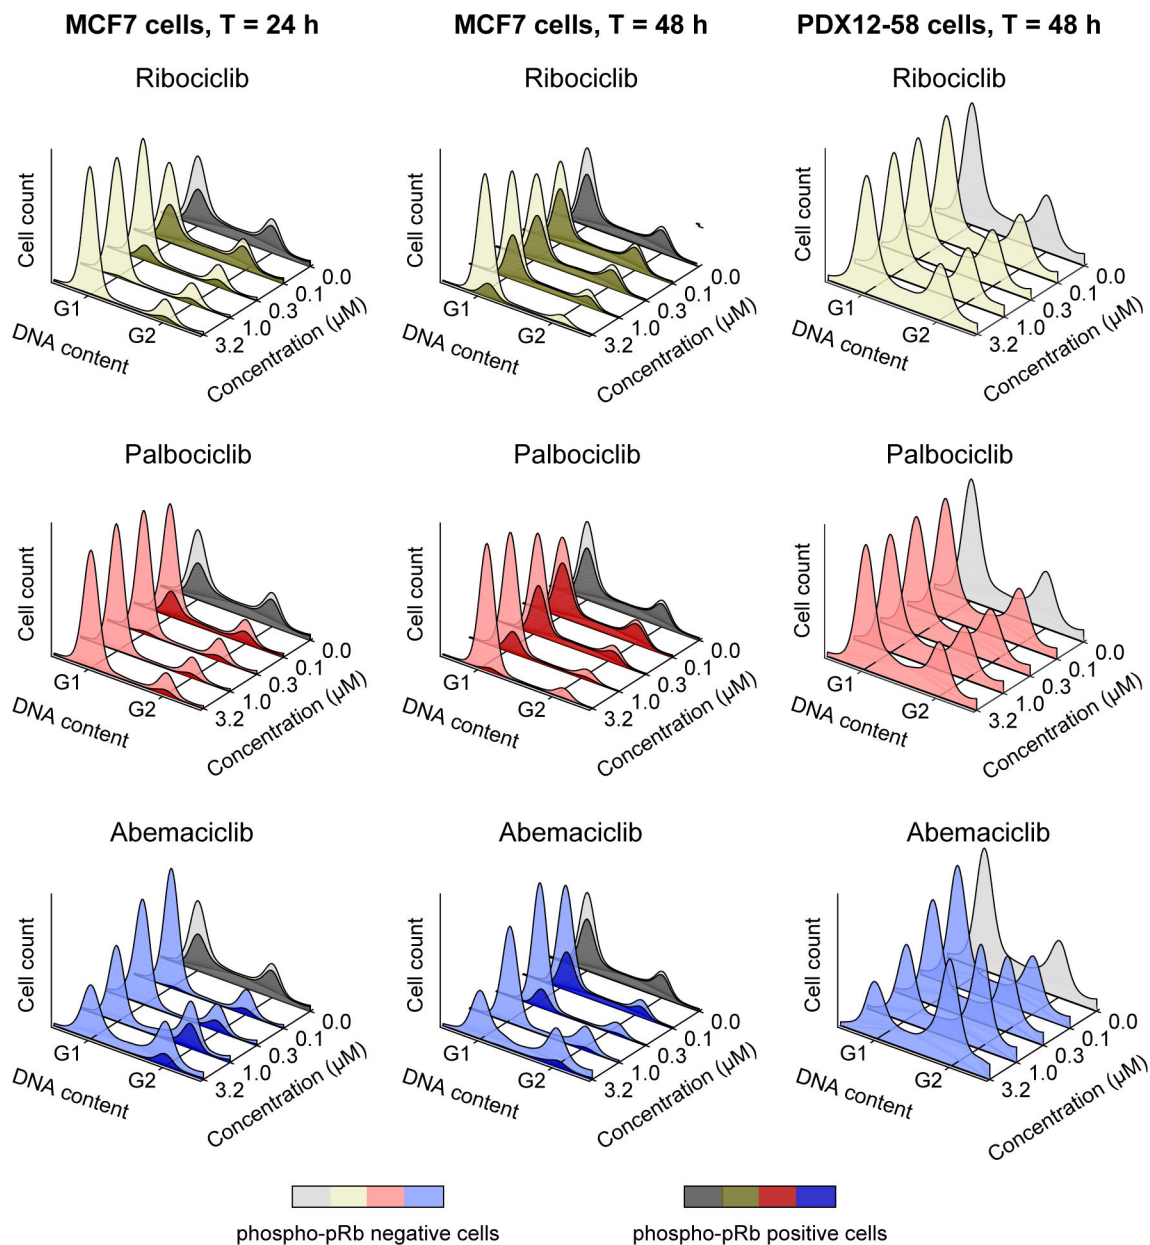 MCF7 cells, T = 24 h
MCF7 cells, T = 48 h
PDX12-58 cells, T = 48 h
Ribociclib
Cell count
G1
G2
DNA content
0.0
0.1
0.3
1.0
3.2
Concentration (µM)
Ribociclib
Cell count
G1
G2
DNA content
0.0
0.1
0.3
1.0
3.2
Concentration (µM)
Ribociclib
Cell count
G1
G2
DNA content
0.0
0.1
0.3
1.0
3.2
Concentration (µM)
Palbociclib
Cell count
G1
G2
DNA content
0.0
0.1
0.3
1.0
3.2
Concentration (µM)
Palbociclib
Cell count
G1
G2
DNA content
0.0
0.1
0.3
1.0
3.2
Concentration (µM)
Palbociclib
Cell count
G1
G2
DNA content
0.0
0.1
0.3
1.0
3.2
Concentration (µM)
Abemaciclib
Cell count
G1
G2
DNA content
0.0
0.1
0.3
1.0
3.2
Concentration (µM)
Abemaciclib
Cell count
G1
G2
DNA content
0.0
0.1
0.3
1.0
3.2
Concentration (µM)
Abemaciclib
Cell count
G1
G2
DNA content
0.0
0.1
0.3
1.0
3.2
Concentration (µM)
phospho-pRb negative cells
phospho-pRb positive cells